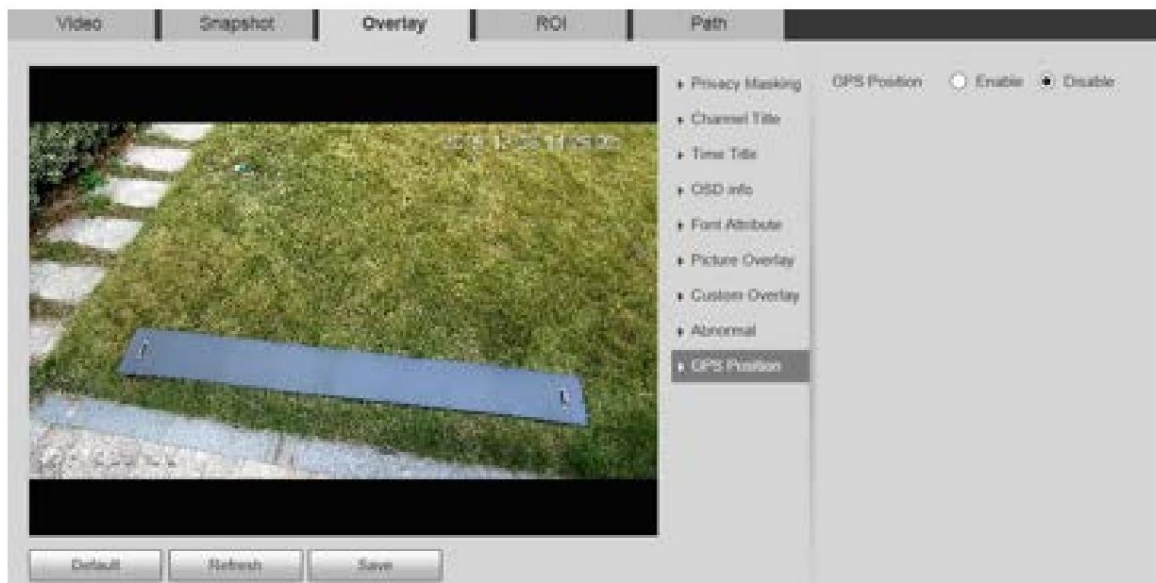 Video Snapshot Overlay ROI Path
Privacy Masking
Channel Title
Time Title
OSD info
Font Attribute
Picture Overlay
Custom Overlay
Abnormal
GPS Position
GPS Position Enable Disable
Default Refresh Save